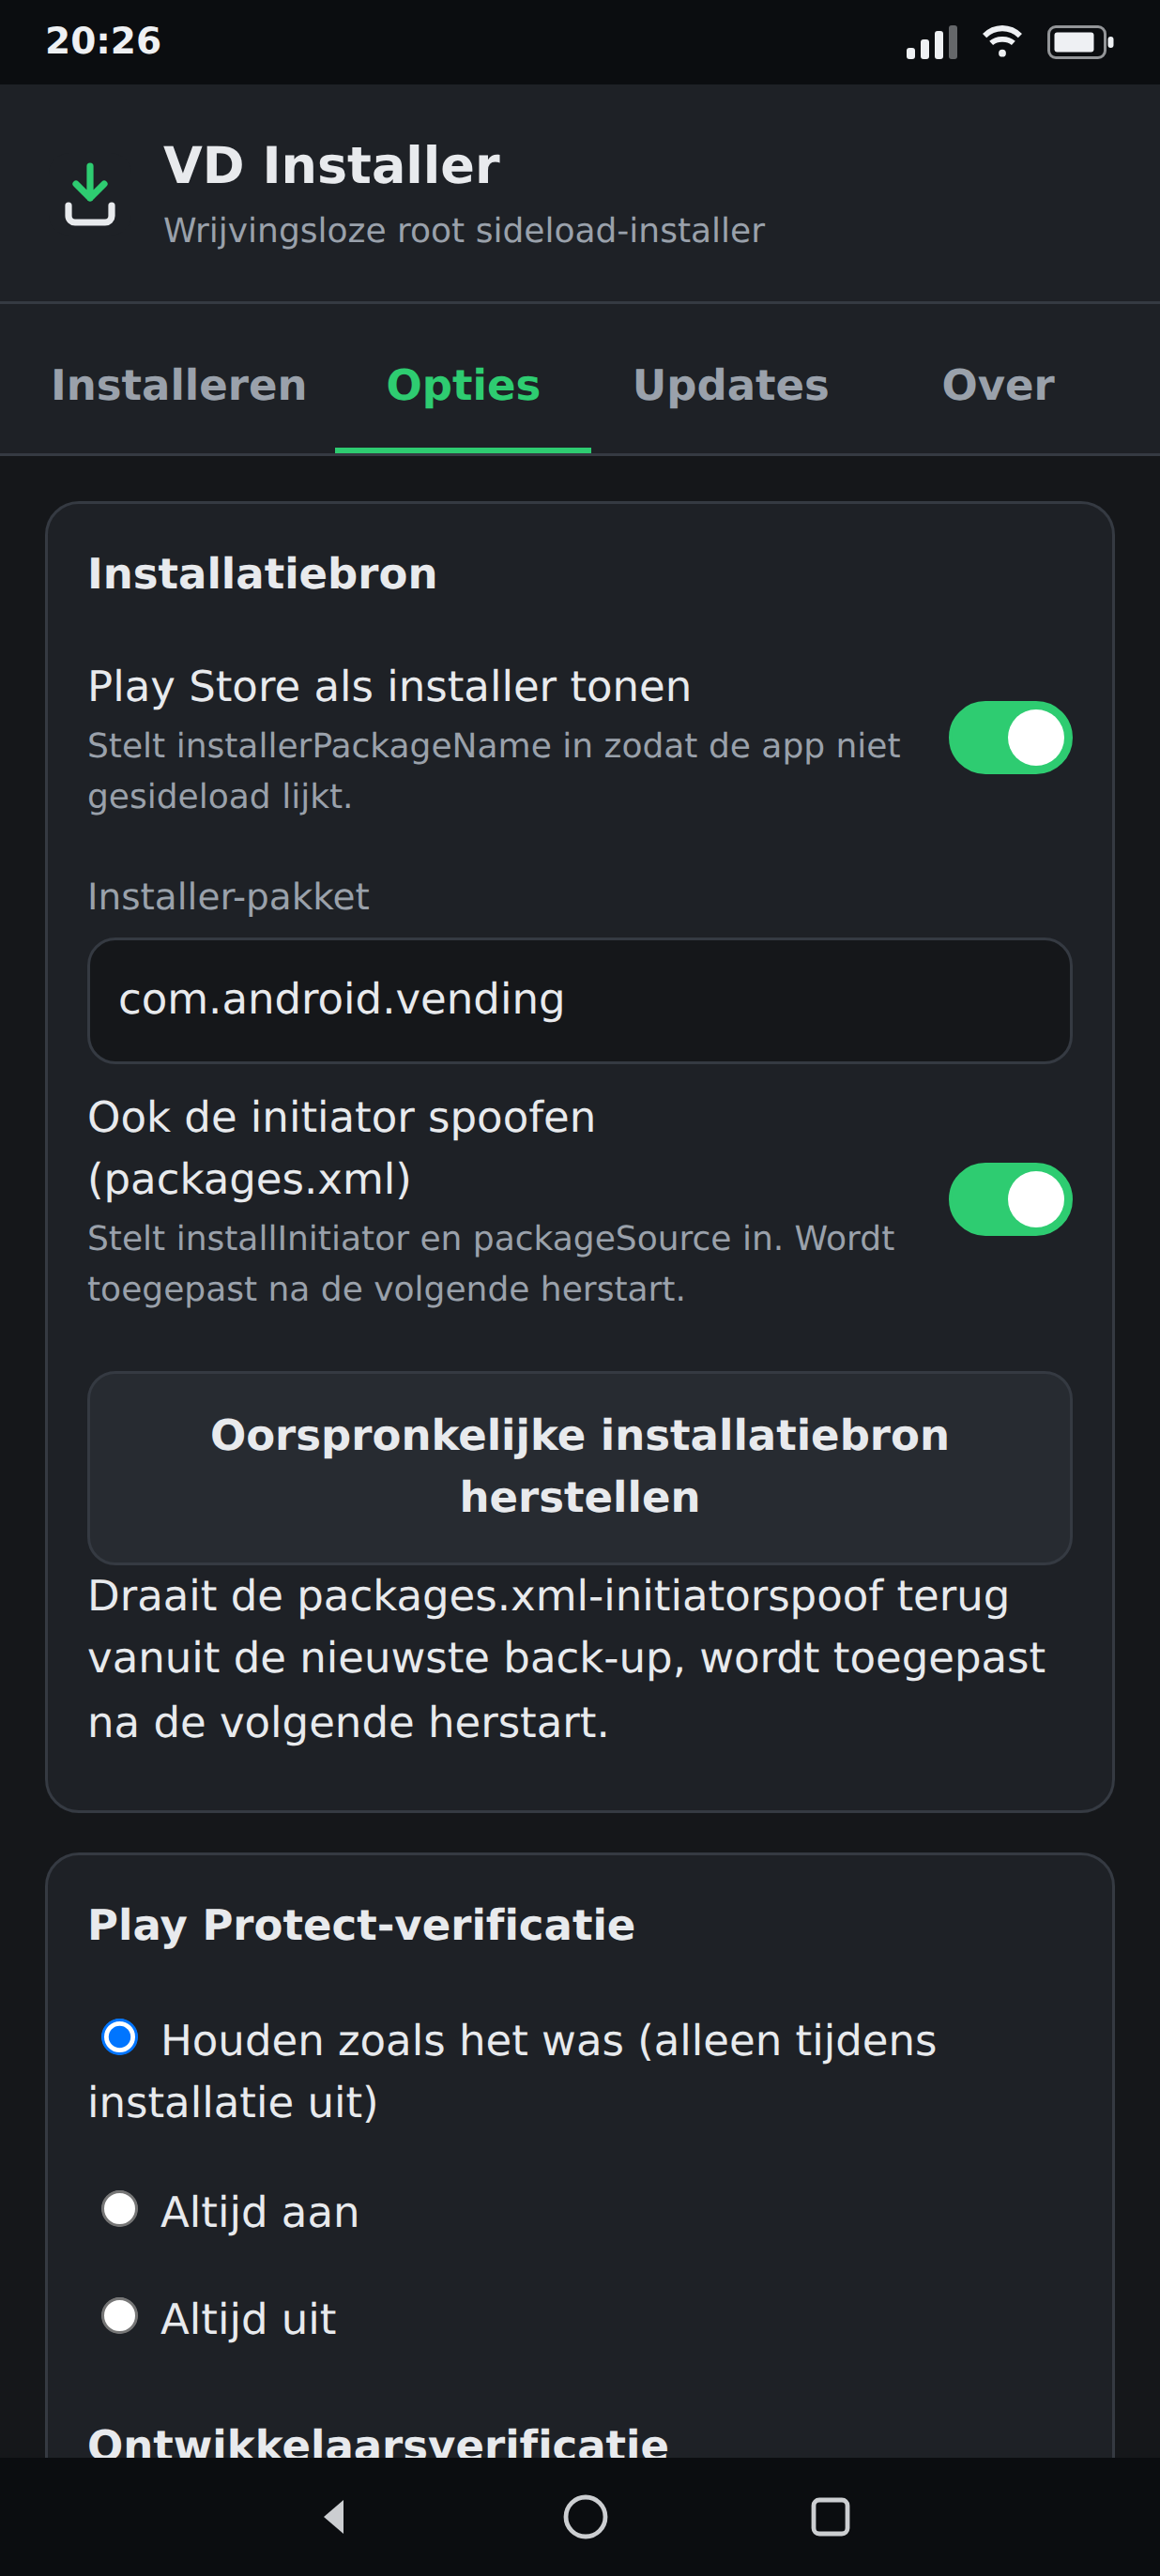 20:26
VD Installer
Wrijvingsloze root sideload-installer
Installeren Opties Updates Over
Installatiebron
Play Store als installer tonen
Stelt installerPackageName in zodat de app niet
gesideload lijkt.
Installer-pakket
com.android.vending
Ook de initiator spoofen
(packages.xml)
Stelt installInitiator en packageSource in. Wordt
toegepast na de volgende herstart.
Oorspronkelijke installatiebron
herstellen
Draait de packages.xml-initiatorspoof terug
vanuit de nieuwste back-up, wordt toegepast
na de volgende herstart.
Play Protect-verificatie
Houden zoals het was (alleen tijdens
installatie uit)
Altijd aan
Altijd uit
Ontwikkelaarsverificatie